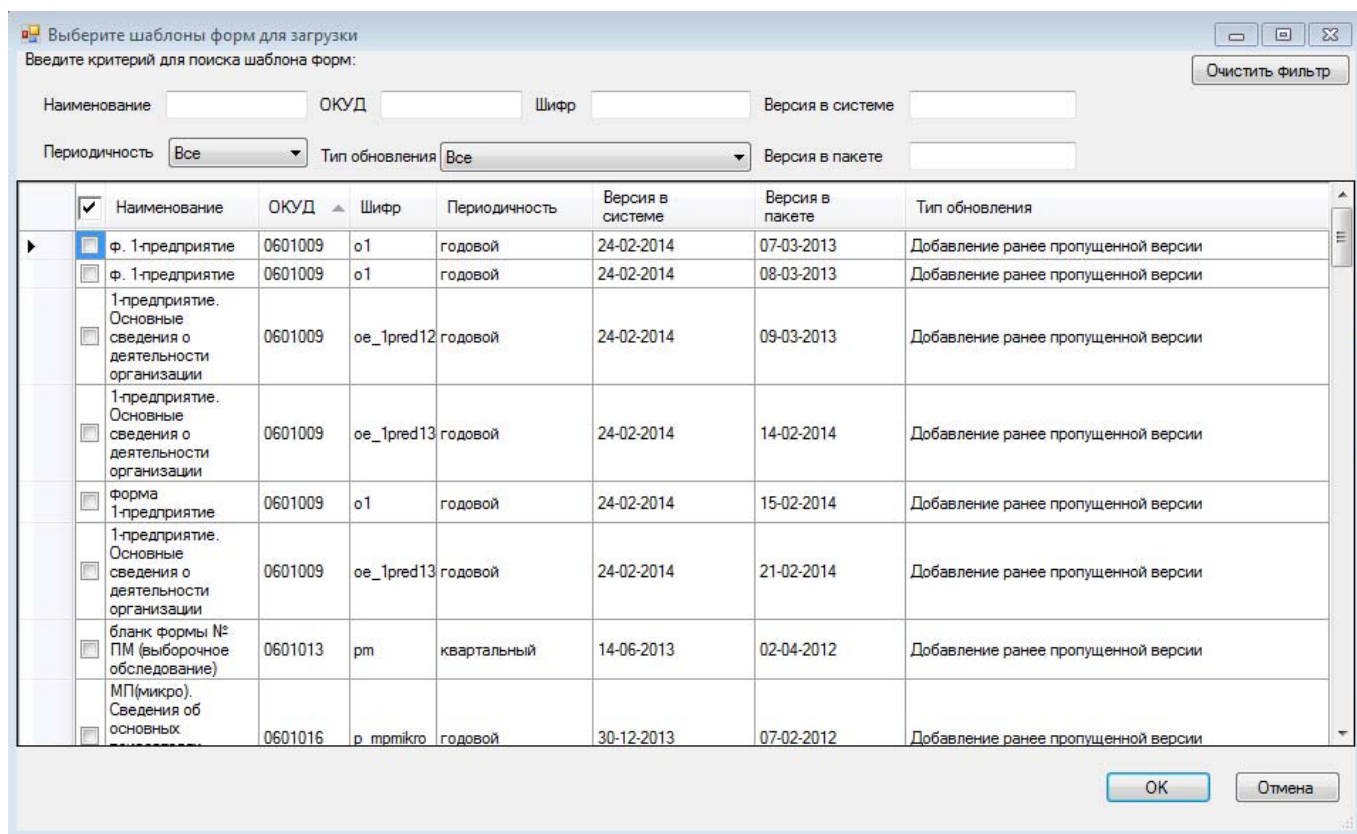 Выберите шаблоны форм для загрузки
Введите критерий для поиска шаблона форм:
Очистить фильтр
Наименование ОКУД Шифр Версия в системе
Периодичность Все Тип обновления Все Версия в пакете
Наименование ОКУД Шифр Периодичность Версия в системе Версия в пакете Тип обновления
ф. 1-предприятие 0601009 о1 годовой 24-02-2014 07-03-2013 Добавление ранее пропущенной версии
ф. 1-предприятие 0601009 о1 годовой 24-02-2014 08-03-2013 Добавление ранее пропущенной версии
1-предприятие.
Основные
сведения о
деятельности
организации
0601009 oe_1pred12 годовой 24-02-2014 09-03-2013 Добавление ранее пропущенной версии
1-предприятие.
Основные
сведения о
деятельности
организации
0601009 oe_1pred13 годовой 24-02-2014 14-02-2014 Добавление ранее пропущенной версии
форма
1-предприятие
0601009 о1 годовой 24-02-2014 15-02-2014 Добавление ранее пропущенной версии
1-предприятие.
Основные
сведения о
деятельности
организации
0601009 oe_1pred13 годовой 24-02-2014 21-02-2014 Добавление ранее пропущенной версии
бланк формы №
ПМ (выборочное
обследование)
0601013 pm квартальный 14-06-2013 02-04-2012 Добавление ранее пропущенной версии
МП(микро).
Сведения об
основных
0601016 p_mpmikro годовой 30-12-2013 07-02-2012 Добавление ранее пропущенной версии
OK Отмена